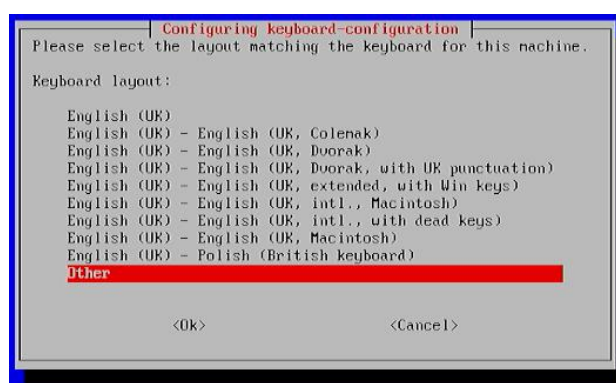 Configuring keyboard-configuration
Please select the layout matching the keyboard for this machine.
Keyboard layout:
English (UK)
English (UK) - English (UK, Colemak)
English (UK) - English (UK, Dvorak)
English (UK) - English (UK, Dvorak, with UK punctuation)
English (UK) - English (UK, extended, with Win keys)
English (UK) - English (UK, intl., Macintosh)
English (UK) - English (UK, intl., with dead keys)
English (UK) - English (UK, Macintosh)
English (UK) - Polish (British keyboard)
Other
<Ok> <Cancel>